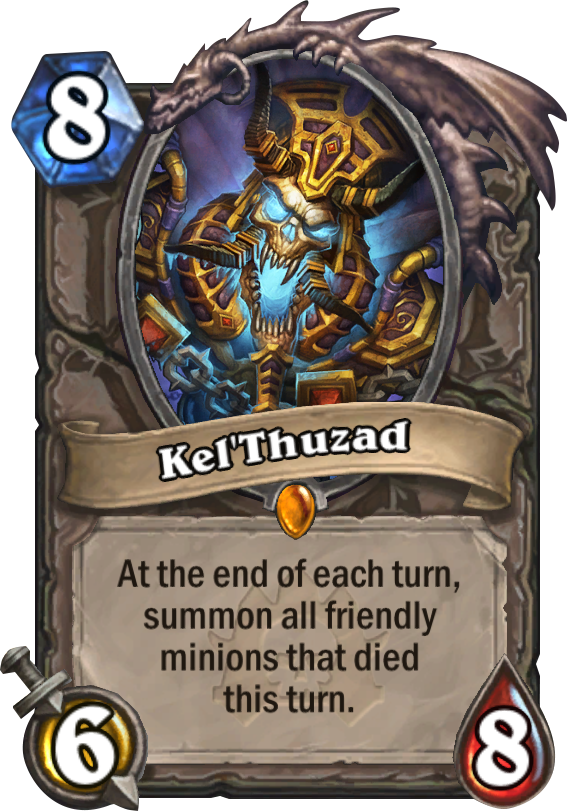 8
Kel'Thuzad
At the end of each turn,
summon all friendly
minions that died
this turn.
6
8